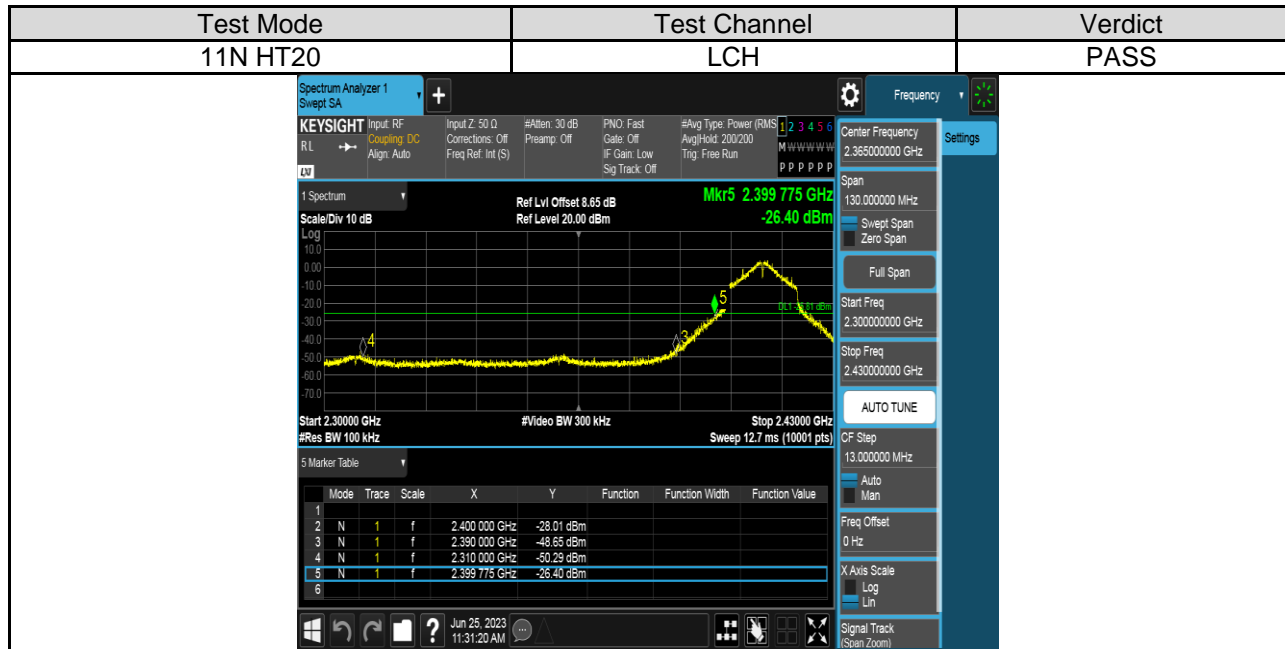 Test Mode Test Channel Verdict
11N HT20 LCH PASS
Spectrum Analyzer 1
Swept SA
+
Frequency
KEYSIGHT
RL
LXI
Input: RF
Coupling: DC
Align: Auto
Input Z: 50 Ω
Corrections: Off
Freq Ref: Int (S)
#Atten: 30 dB
Preamp: Off
PNO: Fast
Gate: Off
IF Gain: Low
Sig Track: Off
#Avg Type: Power (RMS
Avg|Hold: 200/200
Trig: Free Run
1 2 3 4 5 6
M W W W W W
P P P P P P
1 Spectrum
Scale/Div 10 dB
Ref Lvl Offset 8.65 dB
Ref Level 20.00 dBm
Mkr5 2.399 775 GHz
-26.40 dBm
Log
10.0
0.00
-10.0
-20.0
-30.0
-40.0
-50.0
-60.0
-70.0
4
3
5
Start 2.30000 GHz
#Res BW 100 kHz
#Video BW 300 kHz
Stop 2.43000 GHz
Sweep 12.7 ms (10001 pts)
5 Marker Table
Mode Trace Scale X Y Function Function Width Function Value
1
2 N 1 f 2.400 000 GHz -28.01 dBm
3 N 1 f 2.390 000 GHz -48.65 dBm
4 N 1 f 2.310 000 GHz -50.29 dBm
5 N 1 f 2.399 775 GHz -26.40 dBm
6
?
Jun 25, 2023
11:31:20 AM
Center Frequency
2.365000000 GHz
Settings
Span
130.000000 MHz
Swept Span
Zero Span
Full Span
Start Freq
2.300000000 GHz
Stop Freq
2.430000000 GHz
AUTO TUNE
CF Step
13.000000 MHz
Auto
Man
Freq Offset
0 Hz
X Axis Scale
Log
Lin
Signal Track
(Span Zoom)